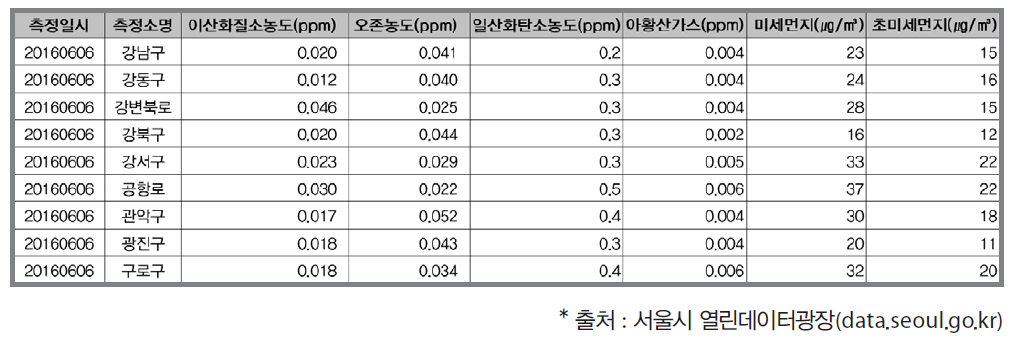 측정일시 측정소명 이산화질소농도(ppm) 오존농도(ppm) 일산화탄소농도(ppm) 아황산가스(ppm) 미세먼지(㎍/㎥) 초미세먼지(㎍/㎥)
20160606 강남구 0.020 0.041 0.2 0.004 23 15
20160606 강동구 0.012 0.040 0.3 0.004 24 16
20160606 강변북로 0.046 0.025 0.3 0.004 28 15
20160606 강북구 0.020 0.044 0.3 0.002 16 12
20160606 강서구 0.023 0.029 0.3 0.005 33 22
20160606 공항로 0.030 0.022 0.5 0.006 37 22
20160606 관악구 0.017 0.052 0.4 0.004 30 18
20160606 광진구 0.018 0.043 0.3 0.004 20 11
20160606 구로구 0.018 0.034 0.4 0.006 32 20
* 출처 : 서울시 열린데이터광장(data.seoul.go.kr)